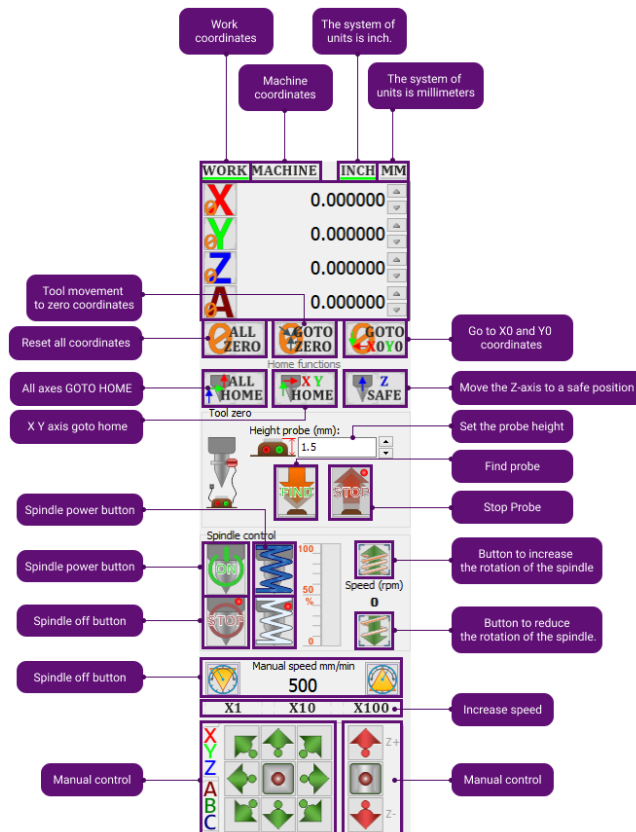 Work
coordinates
The system of
units is inch.
Machine
coordinates
The system of
units is millimeters
WORK MACHINE INCH MM
X 0.000000
Y 0.000000
Z 0.000000
A 0.000000
Tool movement
to zero coordinates
Reset all coordinates
ALL
ZERO
GOTO
ZERO
GOTO
X0Y0
Go to X0 and Y0
coordinates
Home functions
All axes GOTO HOME
ALL
HOME
X Y
HOME
Z
SAFE
Move the Z-axis to a safe position
X Y axis goto home
Tool zero
Height probe (mm):
1.5
Set the probe height
Find probe
FIND
STOP
Stop Probe
Spindle power button
Spindle control
Spindle power button
ON
100
50
%
0
Speed (rpm)
0
Button to increase
the rotation of the spindle
Spindle off button
STOP
Button to reduce
the rotation of the spindle.
Spindle off button
Manual speed mm/min
500
X1 X10 X100
Increase speed
Manual control
X
Y
Z
A
B
C
Z+
Z-
Manual control